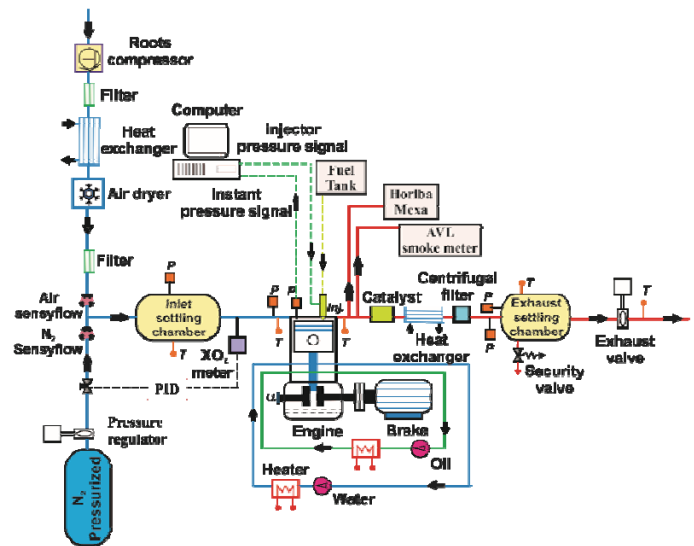 Roots
compressor
Filter
Heat
exchanger
Air dryer
Filter
Air
sensyflow
N2
Sensyflow
PID
Pressure
regulator
N2
Pressurized
Computer
Injector
pressure signal
Instant
pressure signal
Fuel
Tank
Horiba
Mexa
AVL
smoke meter
P
Inlet
settling
chamber
T
XO2
meter
P
P
Inj.
T
T
Catalyst
Centrifugal
filter
Heat
exchanger
P
P
T
Exhaust
settling
chamber
Security
valve
T
Exhaust
valve
ω
Engine
Brake
Oil
Heater
Water